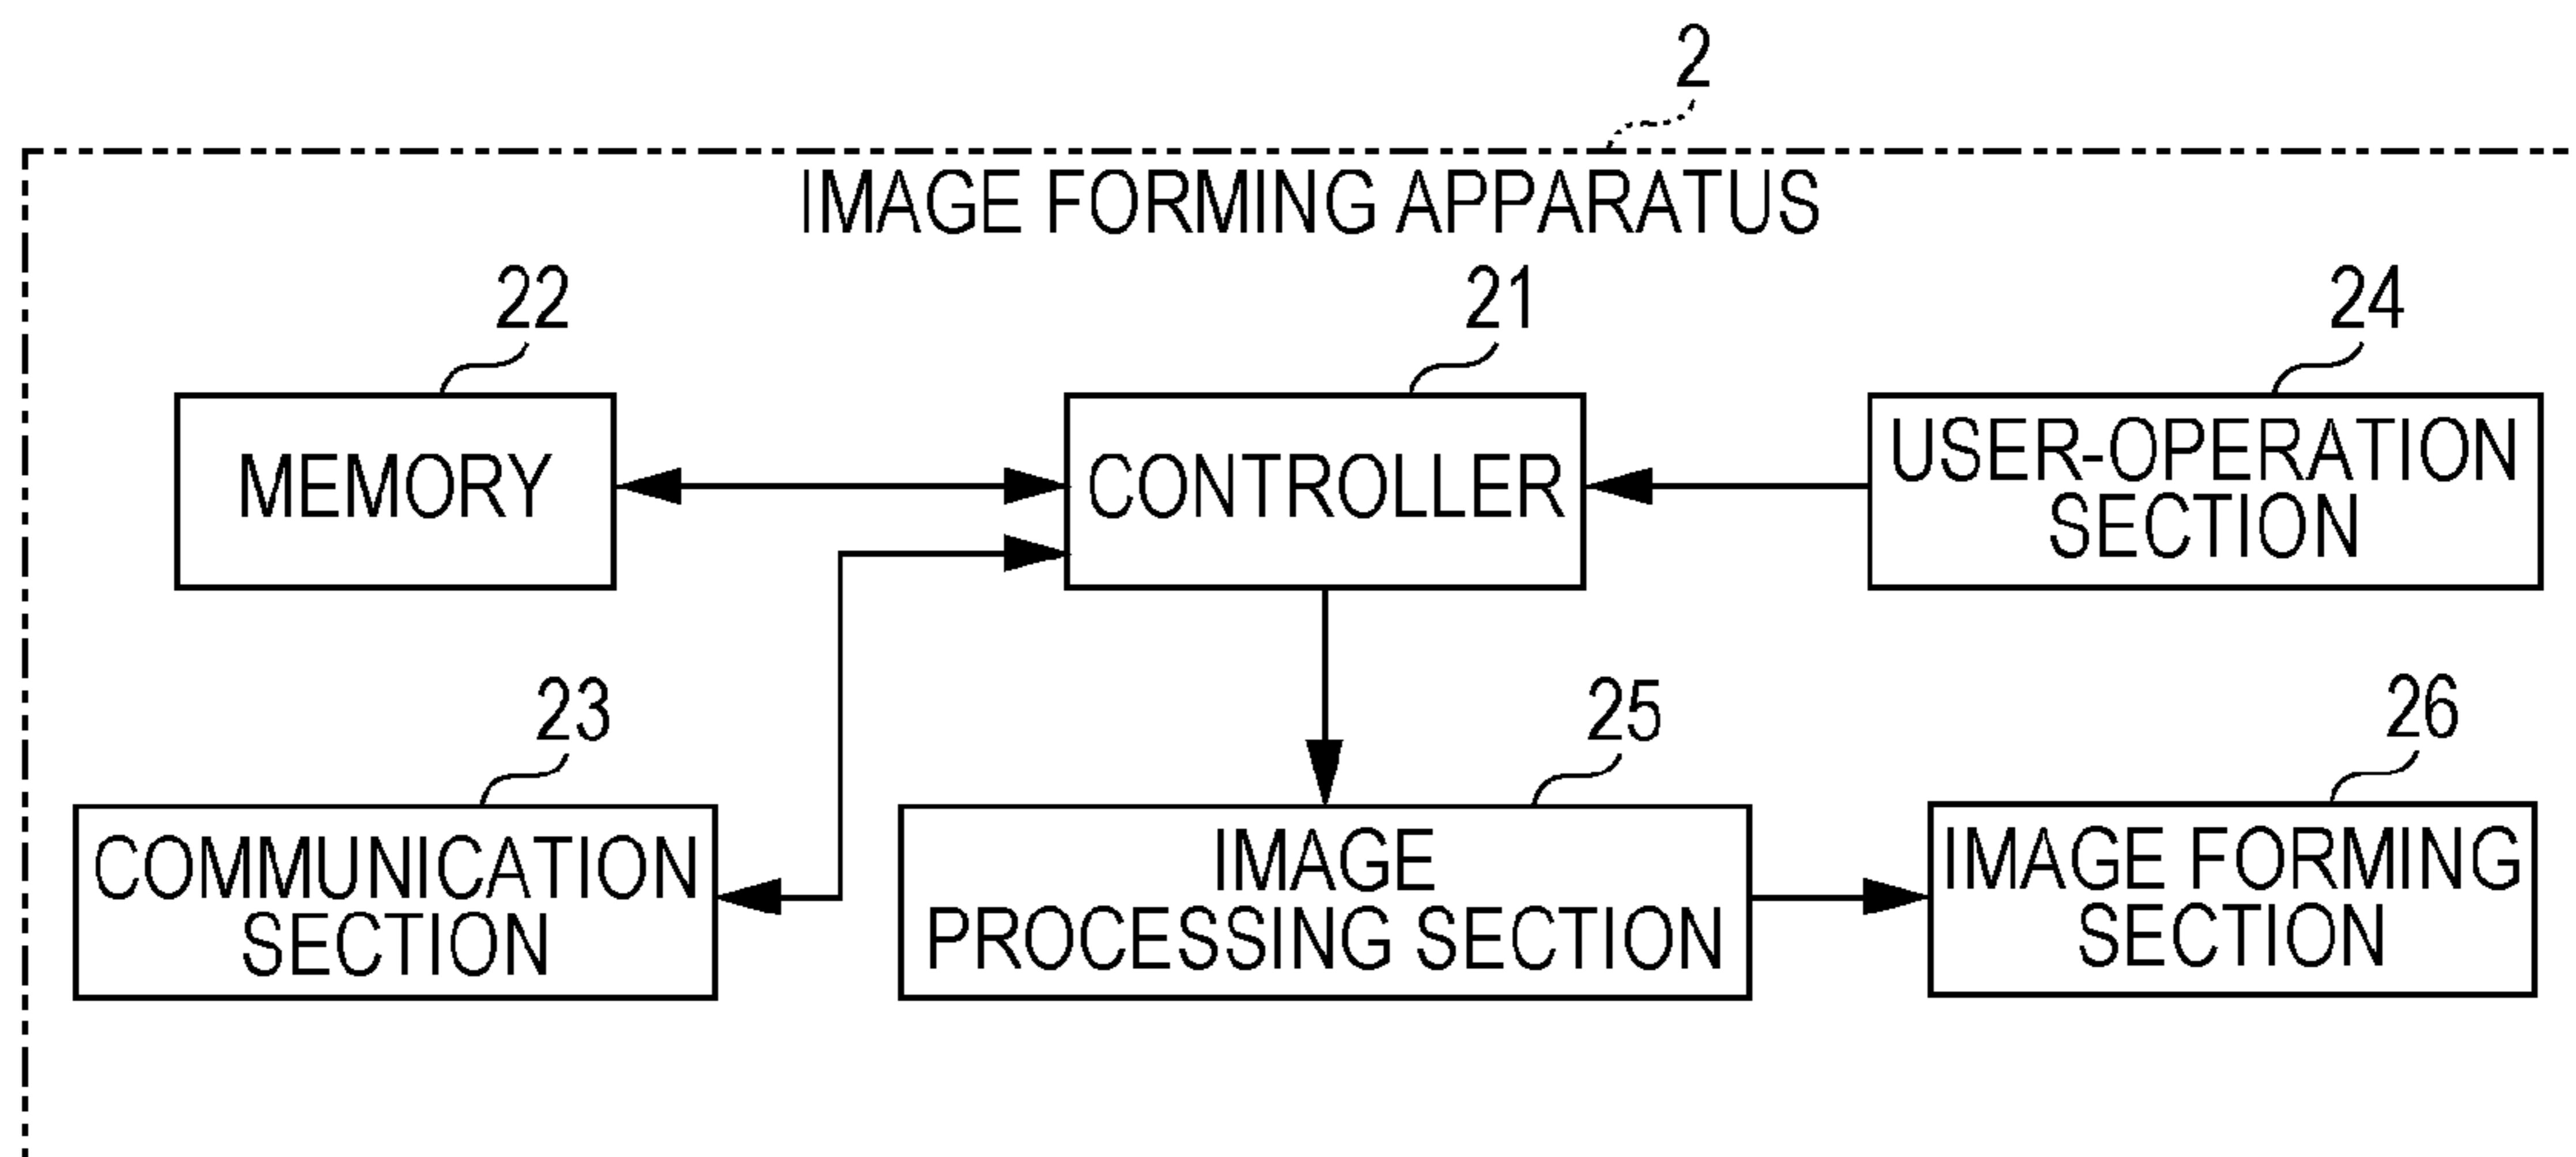 2
IMAGE FORMING APPARATUS
22
21
24
MEMORY
CONTROLLER
USER-OPERATION
SECTION
23
25
26
COMMUNICATION
SECTION
IMAGE
PROCESSING SECTION
IMAGE FORMING
SECTION